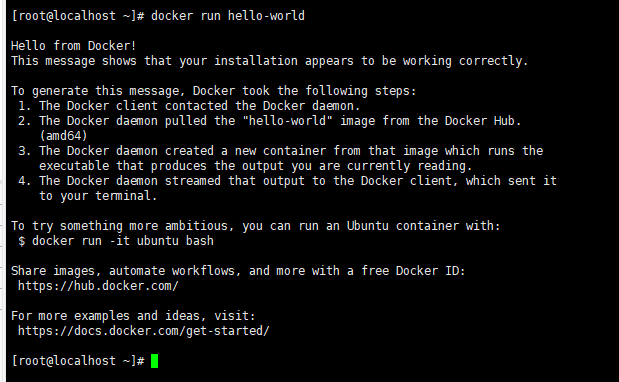 [root@localhost ~]# docker run hello-world
Hello from Docker!
This message shows that your installation appears to be working correctly.
To generate this message, Docker took the following steps:
1. The Docker client contacted the Docker daemon.
2. The Docker daemon pulled the "hello-world" image from the Docker Hub.
(amd64)
3. The Docker daemon created a new container from that image which runs the
executable that produces the output you are currently reading.
4. The Docker daemon streamed that output to the Docker client, which sent it
to your terminal.
To try something more ambitious, you can run an Ubuntu container with:
$ docker run -it ubuntu bash
Share images, automate workflows, and more with a free Docker ID:
https://hub.docker.com/
For more examples and ideas, visit:
https://docs.docker.com/get-started/
[root@localhost ~]#